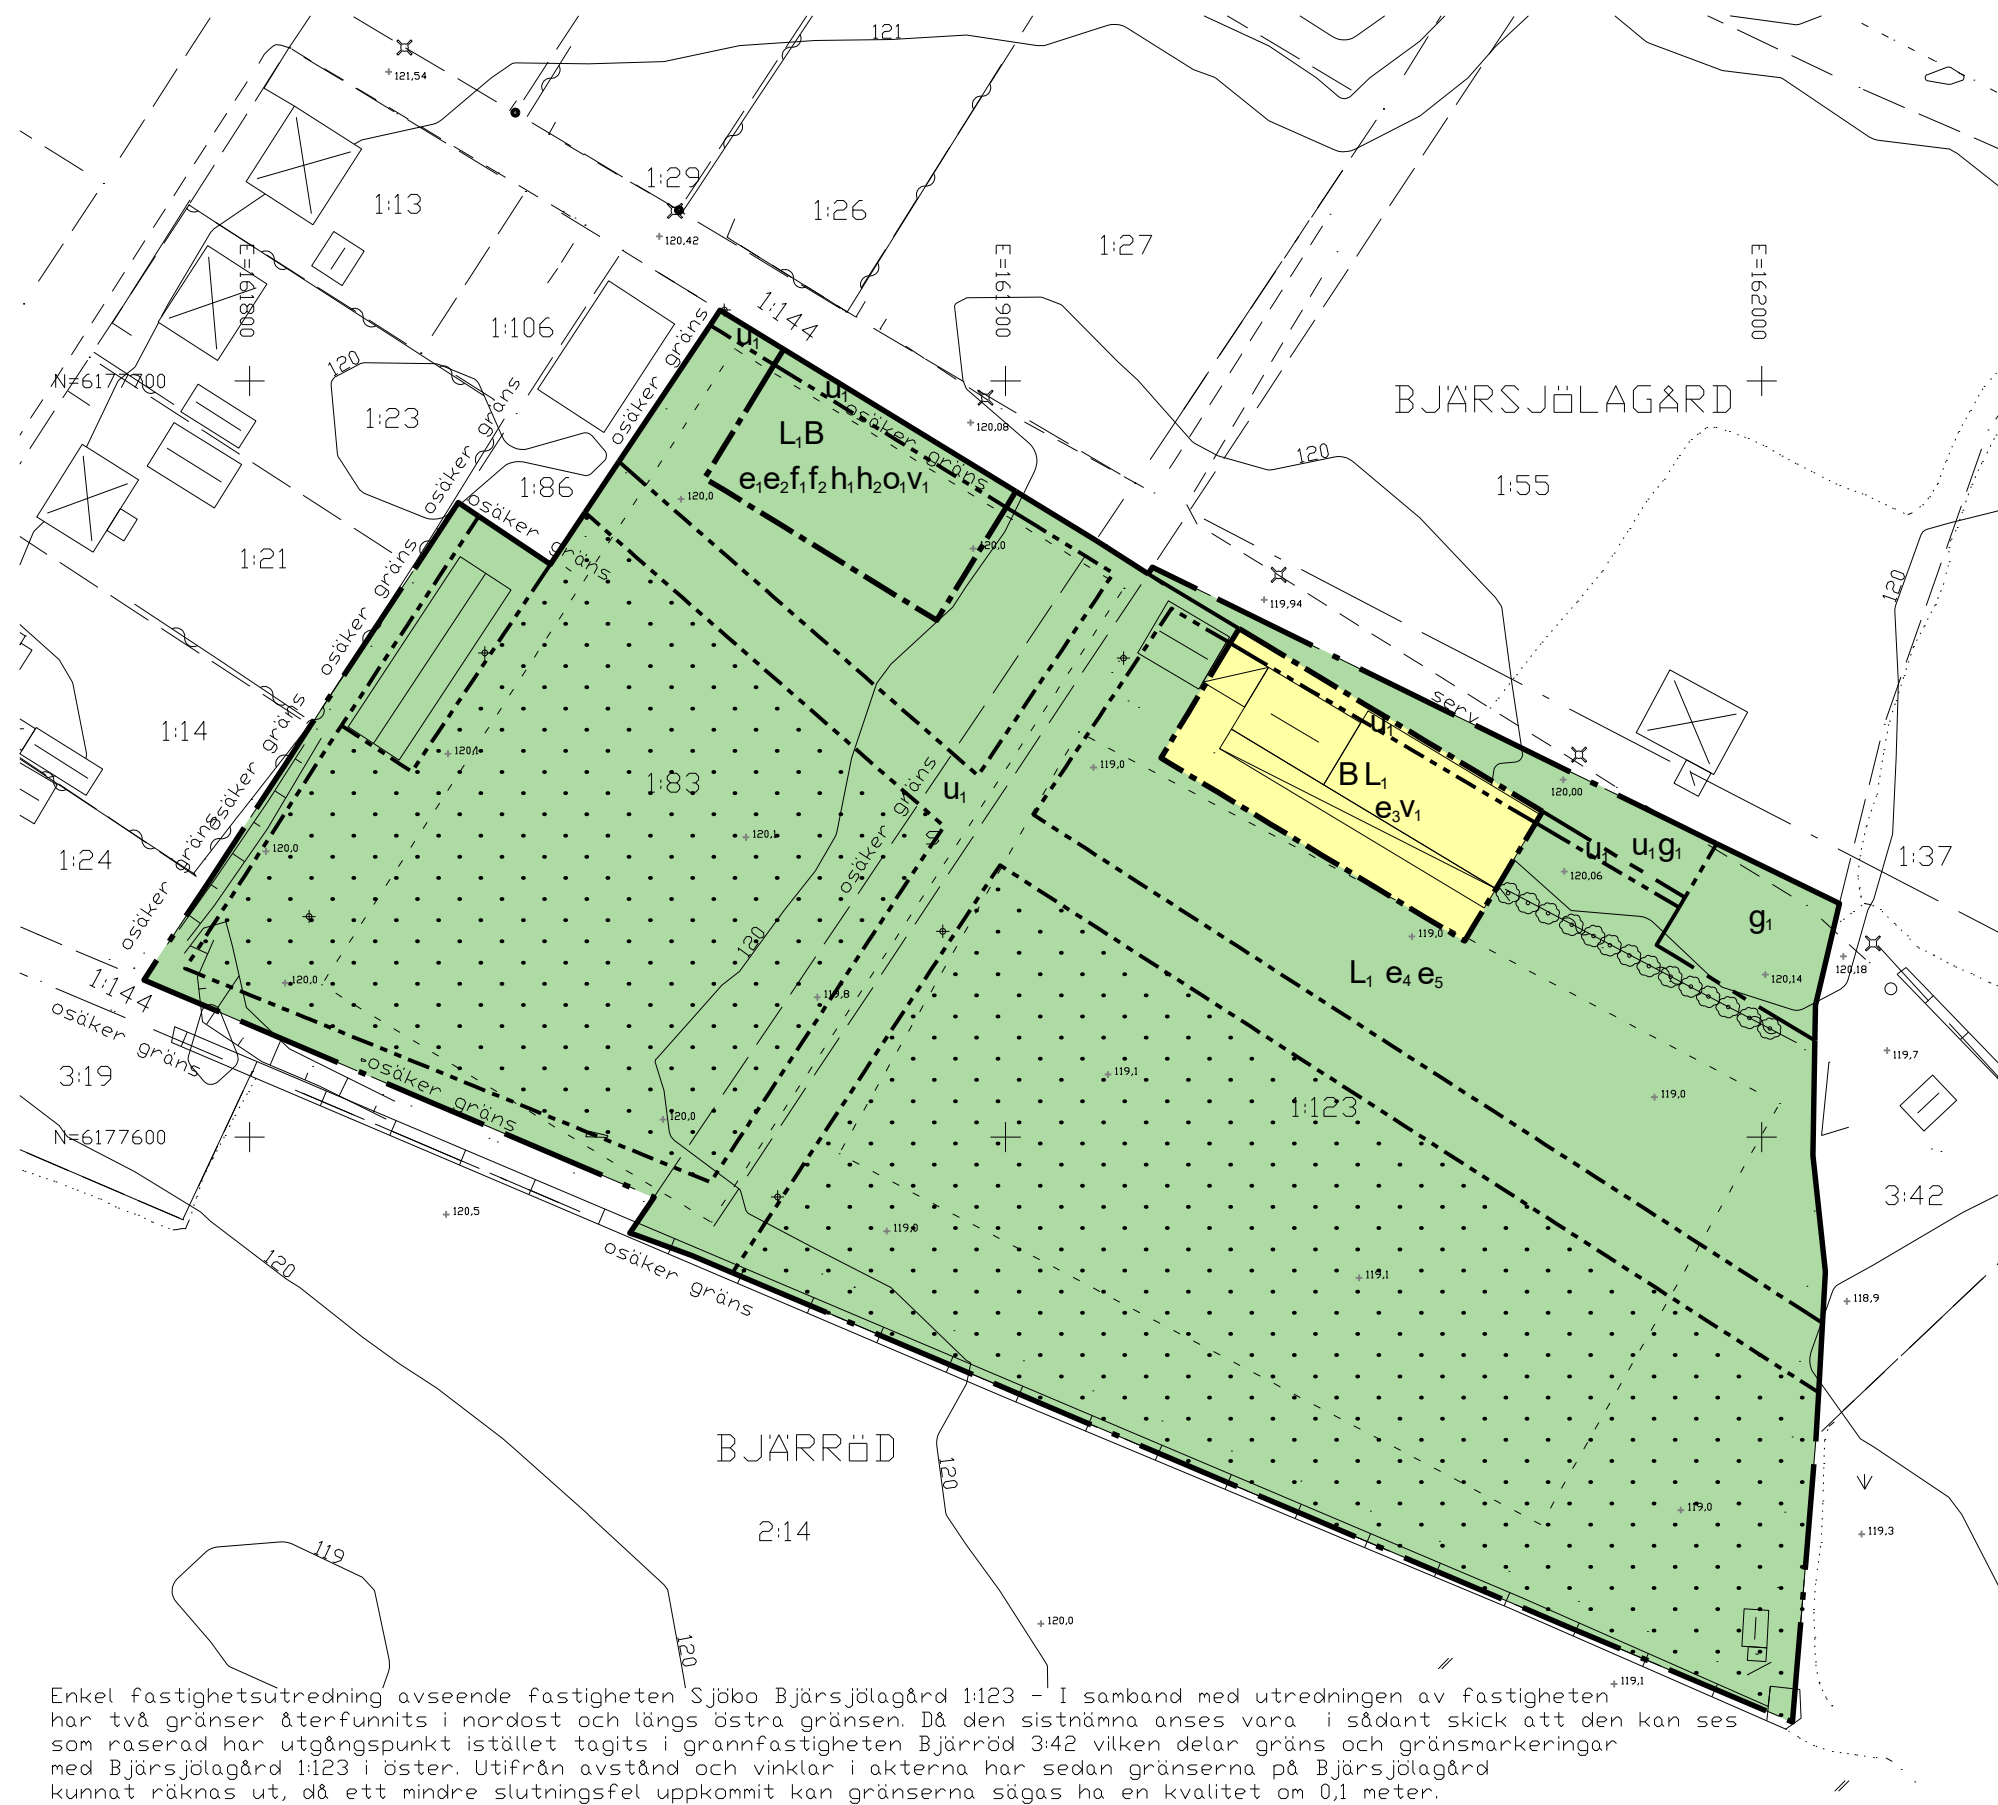 121
121,54
1:29
1:13
1:26
120,42
1:27
E=161800
E=161900
E=162000
1:144
1:106
osäker gräns
u1
120
N=6177700
u1
BJÄRSJÖLAGÅRD
1:23
osäker gräns
120,08
L1B
osäker gräns
120
e1e2f1f2h1h2o1v1
1:86
120,0
1:55
osäker gräns
120,0
1:21
osäker gräns
120
119,94
serv
1:14
osäker gräns
u1
120,1
119,0
1:83
BL1
120,00
u1
e3v1
120,1
osäker gräns
1:24
120,0
u1
u1g1
1:37
120,06
osäker gräns
g1
120
119,0
120,18
1:144
120,0
119,8
L1 e4 e5
120,14
osäker gräns
3:19
osäker gräns
119,1
119,7
1:123
119,0
120,0
N=6177600
3:42
120,5
119,0
120
osäker gräns
119,1
118,9
BJÄRRÖD
120
119,0
2:14
119,3
119
120,0
120
119,1
Enkel fastighetsutredning avseende fastigheten Sjöbo Bjärsjölagård 1:123 - I samband med utredningen av fastigheten
har två gränser återfunnits i nordost och längs östra gränsen. Då den sistnämna anses vara i sådant skick att den kan ses
som raserad har utgångspunkt istället tagits i grannfastigheten Bjärröd 3:42 vilken delar gräns och gränsmarkeringar
med Bjärsjölagård 1:123 i öster. Utifrån avstånd och vinklar i akterna har sedan gränserna på Bjärsjölagård
kunnat räknas ut, då ett mindre slutningsfel uppkommit kan gränserna sägas ha en kvalitet om 0,1 meter.